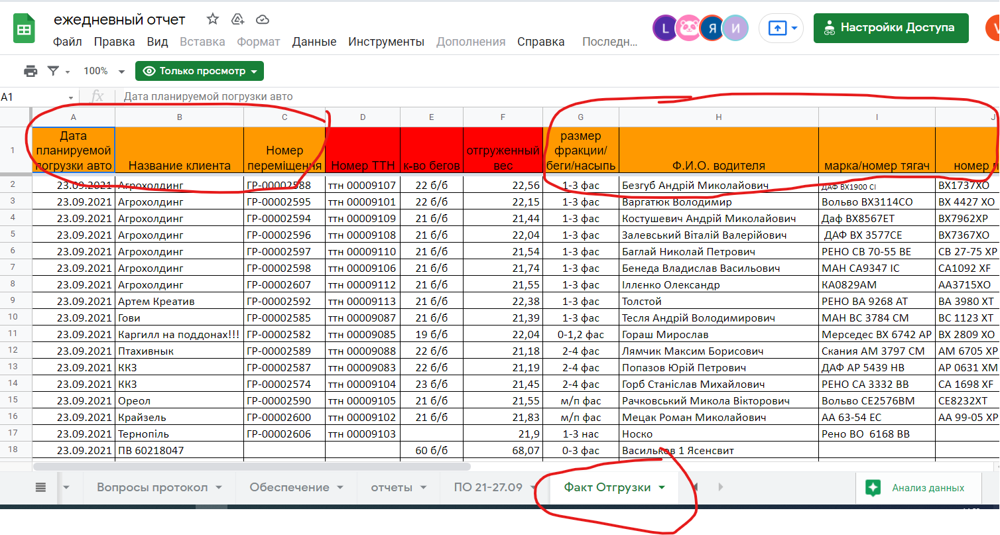 ежедневный отчет
L Я И
Настройки Доступа
Файл Правка Вид Вставка Формат Данные Инструменты Дополнения Справка Последн...
100% Только просмотр
A1 fx Дата планируемой погрузки авто
A B C D E F G H I J
1
Дата планируемой погрузки авто Название клиента Номер переміщення Номер ТТН к-во бегов отгруженный вес размер фракции/ беги/насыпь Ф.И.О. водителя марка/номер тягач номер
2 23.09.2021 Агрохолдинг ГР-00002588 ттн 00009107 22 б/б 22,56 1-3 фас Безгуб Андрій Миколайович ДАФ ВХ1900 СІ ВХ1737ХО
3 23.09.2021 Агрохолдинг ГР-00002595 ттн 00009101 22 б/б 22,15 1-3 фас Варгатюк Володимир Вольво ВХ3114СО ВХ 4427 ХО
4 23.09.2021 Агрохолдинг ГР-00002594 ттн 00009109 21 б/б 21,44 1-3 фас Костушевич Андрій Миколайович Даф ВХ8567ЕТ ВХ7962ХР
5 23.09.2021 Агрохолдинг ГР-00002596 ттн 00009108 21 б/б 22,04 1-3 фас Залевський Віталій Валерійович ДАФ ВХ 3577СЕ ВХ7367ХО
6 23.09.2021 Агрохолдинг ГР-00002597 ттн 00009110 21 б/б 21,54 1-3 фас Баглай Николай Петрович РЕНО СВ 70-55 ВЕ СВ 27-75 ХР
7 23.09.2021 Агрохолдинг ГР-00002598 ттн 00009106 21 б/б 21,74 1-3 фас Бенеда Владислав Васильович МАН СА9347 ІС СА1092 XF
8 23.09.2021 Агрохолдинг ГР-00002607 ттн 00009112 21 б/б 21,55 1-3 фас Іллєнко Олександр КА0829АМ АА3715ХО
9 23.09.2021 Артем Креатив ГР-00002592 ттн 00009113 21 б/б 22,38 1-3 фас Толстой РЕНО ВА 9268 АТ ВА 3980 ХТ
10 23.09.2021 Гови ГР-00002585 ттн 00009087 21 б/б 21,39 1-3 фас Тесля Андрій Володимирович МАН ВС 3784 СМ ВС 1123 ХТ
11 23.09.2021 Каргилл на поддонах!!! ГР-00002582 ттн 00009085 19 б/б 22,04 0-1,2 фас Гораш Мирослав Мерседес ВХ 6742 АР ВХ 2809 ХО
12 23.09.2021 Птахивнык ГР-00002589 ттн 00009088 22 б/б 21,18 2-4 фас Лямчик Максим Борисович Скания АМ 3797 СМ АМ 6705 ХР
13 23.09.2021 ККЗ ГР-00002587 ттн 00009083 22 б/б 21,19 2-4 фас Попазов Юрій Петрович ДАФ АР 5439 НВ АР 0631 ХМ
14 23.09.2021 ККЗ ГР-00002574 ттн 00009104 23 б/б 21,45 2-4 фас Горб Станіслав Михайлович РЕНО СА 3332 ВВ СА 1698 XF
15 23.09.2021 Ореол ГР-00002590 ттн 00009105 21 б/б 21,55 м/п фас Рачковський Микола Вікторович Вольво СЕ2576ВМ СЕ8232ХТ
16 23.09.2021 Крайзель ГР-00002600 ттн 00009102 21 б/б 21,83 м/п фас Мецак Роман Миколайович АА 63-54 ЕС АА 99-05 ХР
17 23.09.2021 Тернопіль ГР-00002606 ттн 00009103 21,9 1-3 нас Носко Рено ВО 6168 ВВ
18 23.09.2021 ПВ 60218047 60 б/б 68,07 0-3 фас Васильков 1 Ясенсвит
Вопросы протокол Обеспечение отчеты ПО 21-27.09 Факт Отгрузки Анализ данных